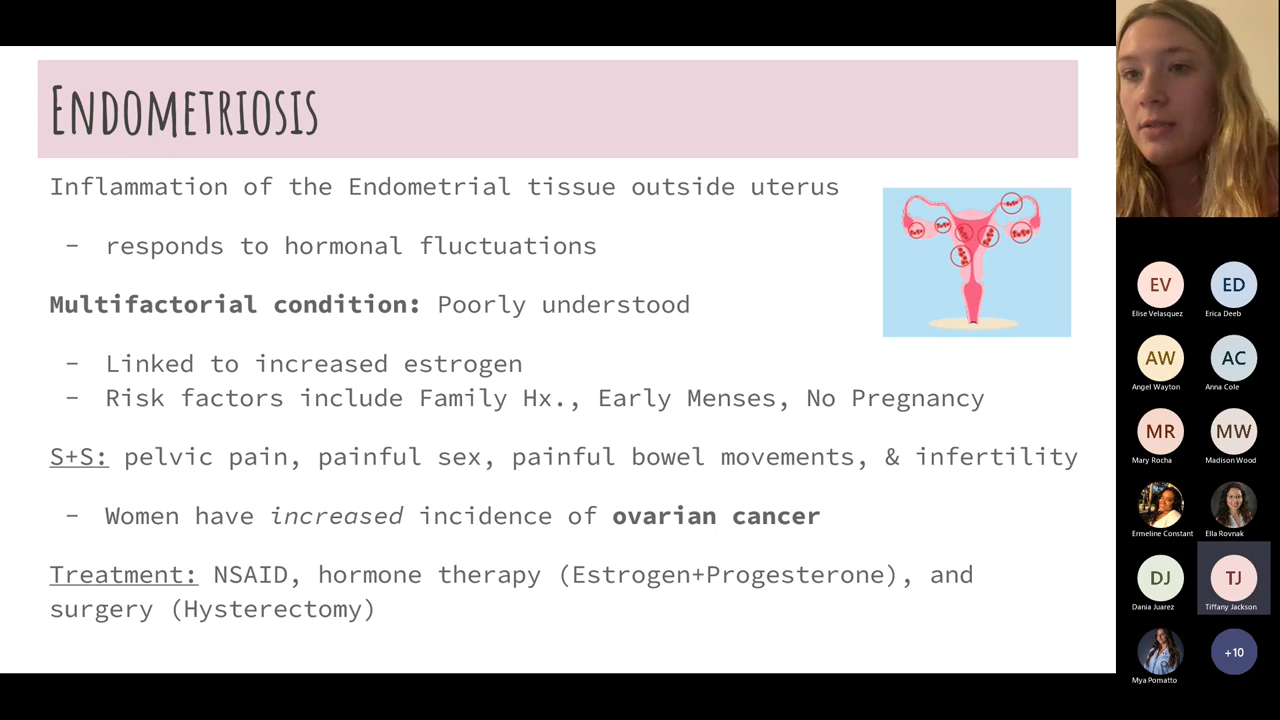 Endometriosis
Inflammation of the Endometrial tissue outside uterus
- responds to hormonal fluctuations
Multifactorial condition: Poorly understood
- Linked to increased estrogen
- Risk factors include Family Hx., Early Menses, No Pregnancy
S+S: pelvic pain, painful sex, painful bowel movements, & infertility
- Women have increased incidence of ovarian cancer
Treatment: NSAID, hormone therapy (Estrogen+Progesterone), and
surgery (Hysterectomy)
EV ED
Elise Velasquez Erica Deeb
AW AC
Angel Wayton Anna Cole
MR MW
Mary Rocha Madison Wood
Ermeline Constant Ella Rovnak
DJ TJ
Dania Juarez Tiffany Jackson
+10
Mya Pomatto